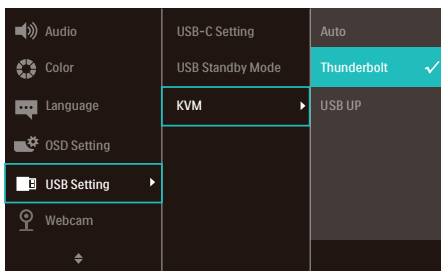 Audio
Color
Language
OSD Setting
USB Setting
Webcam
USB-C Setting
USB Standby Mode
KVM
Auto
Thunderbolt
USB UP